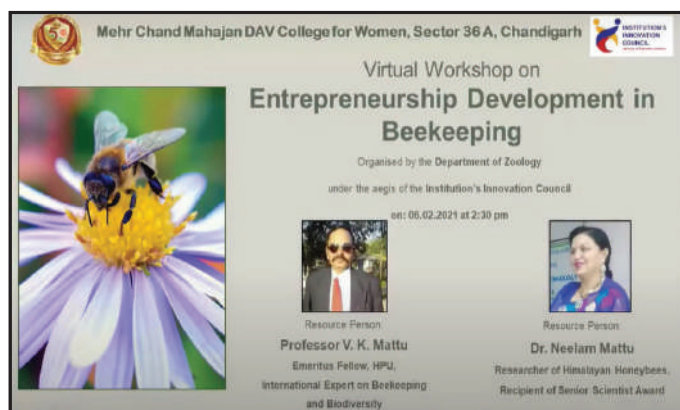 Mehr Chand Mahajan DAV College for Women, Sector 36 A, Chandigarh
INSTITUTION'S
INNOVATION
COUNCIL
Virtual Workshop on
Entrepreneurship Development in
Beekeeping
Organised by the Department of Zoology
under the aegis of the Institution's Innovation Council
on: 06.02.2021 at 2:30 pm
Resource Person:
Professor V. K. Mattu
Emeritus Fellow, HPU,
International Expert on Beekeeping
and Biodiversity
Resource Person:
Dr. Neelam Mattu
Researcher of Himalayan Honeybees,
Recipient of Senior Scientist Award